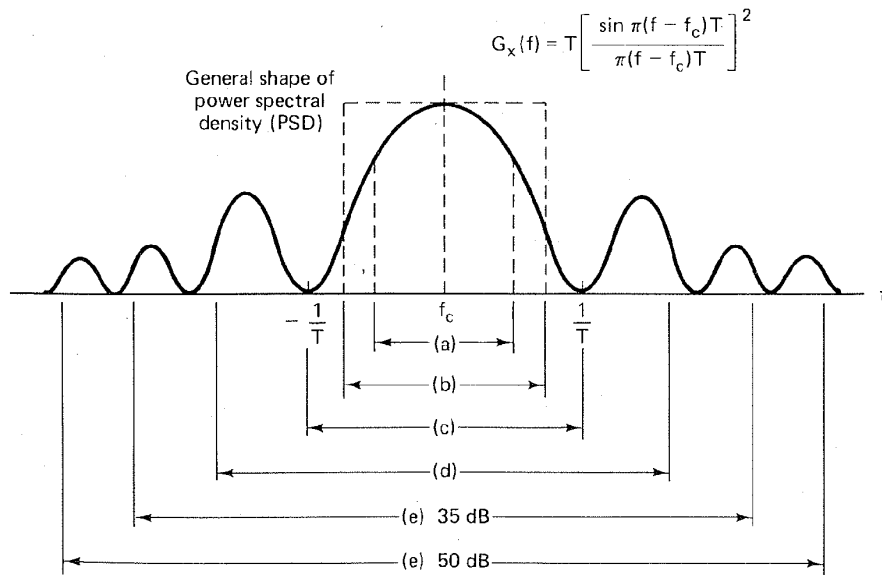 G_x(f) = T[ sin π(f − f_c)T / π(f − f_c)T ]²
General shape of
power spectral
density (PSD)
− 1/T f_c 1/T
(a)
(b)
(c)
(d)
(e) 35 dB
(e) 50 dB